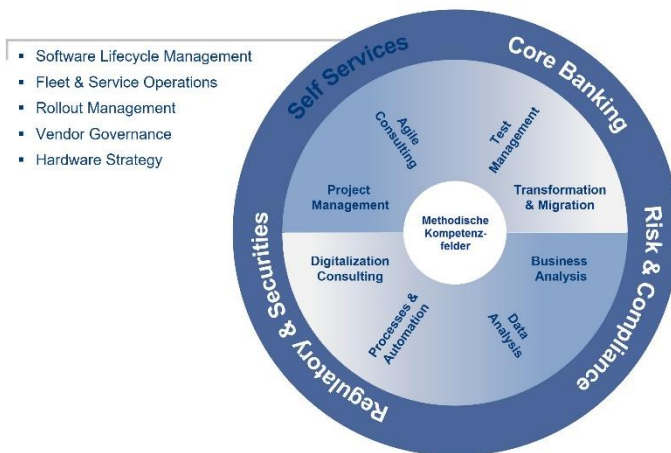 Software Lifecycle Management
Fleet & Service Operations
Rollout Management
Vendor Governance
Hardware Strategy
Self Services
Core Banking
Risk & Compliance
Regulatory & Securities
Agile
Consulting
Test
Management
Project
Management
Transformation
& Migration
Methodische
Kompetenz-
felder
Digitalization
Consulting
Business
Analysis
Processes &
Automation
Data
Analysis